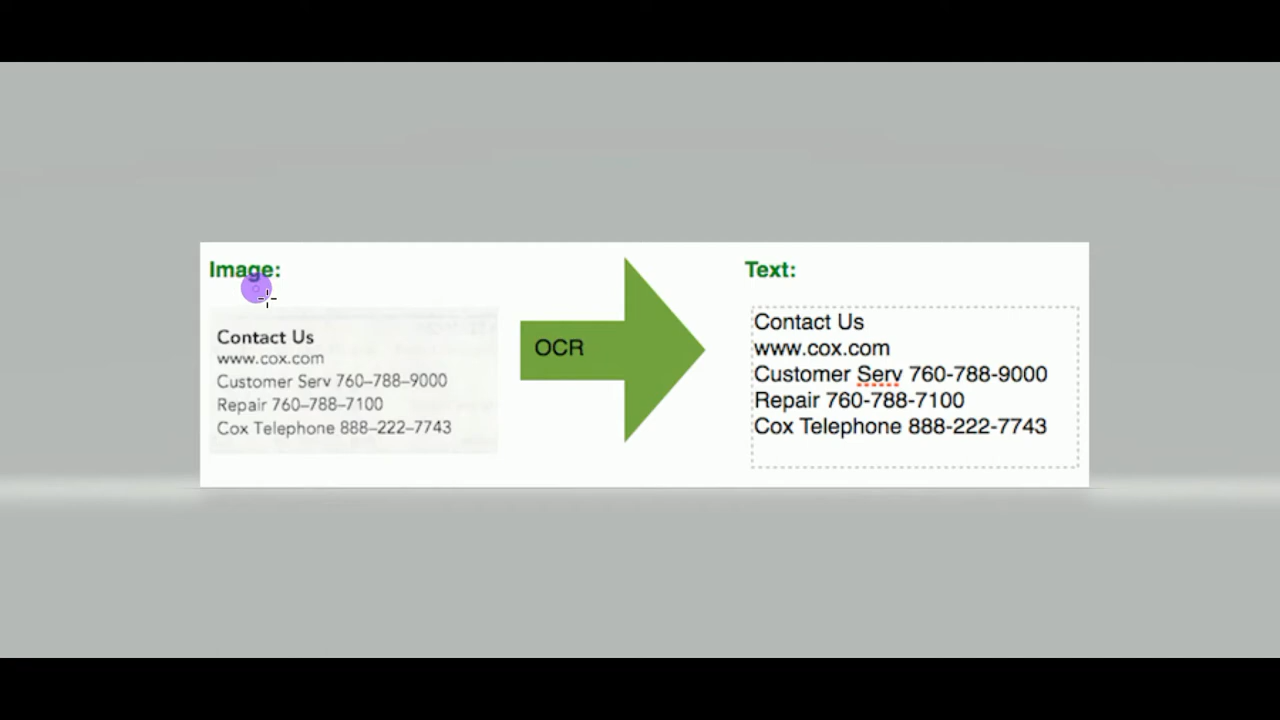 Image:
Contact Us
www.cox.com
Customer Serv 760–788–9000
Repair 760–788–7100
Cox Telephone 888–222–7743
OCR
Text:
Contact Us
www.cox.com
Customer Serv 760-788-9000
Repair 760-788-7100
Cox Telephone 888-222-7743